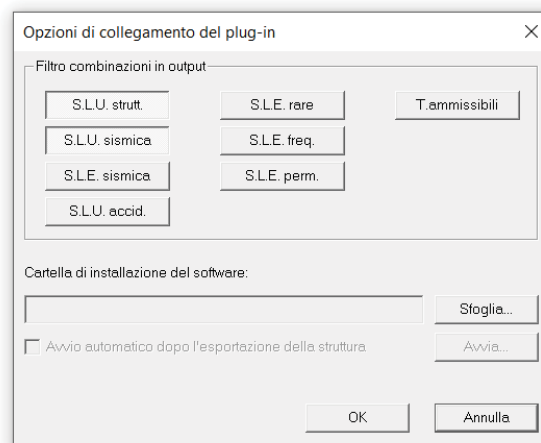 Opzioni di collegamento del plug-in
Filtro combinazioni in output
S.L.U. strutt. S.L.E. rare T.ammissibili
S.L.U. sismica S.L.E. freq.
S.L.E. sismica S.L.E. perm.
S.L.U. accid.
Cartella di installazione del software:
Sfoglia...
Avvio automatico dopo l'esportazione della struttura Avvia...
OK Annulla